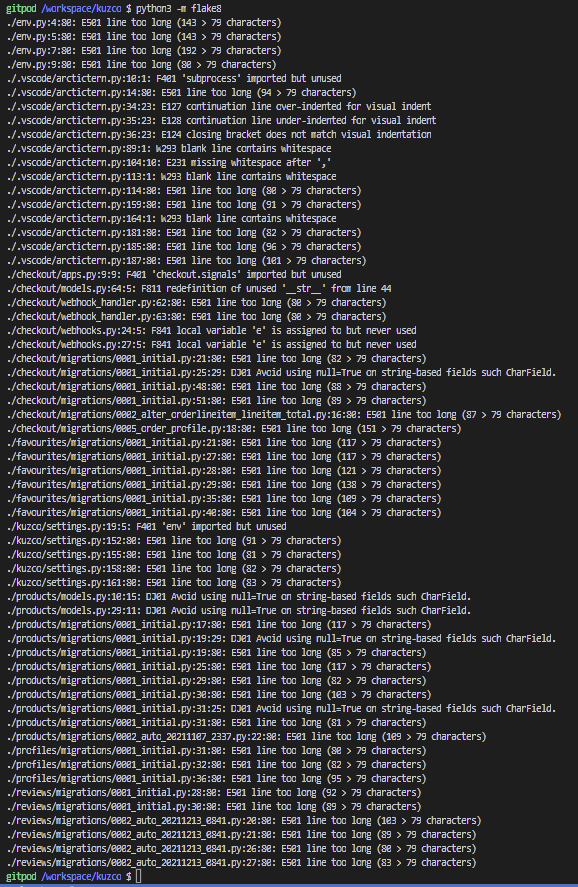 gitpod /workspace/kuzco $ python3 -m flake8
./env.py:4:80: E501 line too long (143 > 79 characters)
./env.py:5:80: E501 line too long (143 > 79 characters)
./env.py:7:80: E501 line too long (192 > 79 characters)
./env.py:9:80: E501 line too long (80 > 79 characters)
./.vscode/arctictern.py:10:1: F401 'subprocess' imported but unused
./.vscode/arctictern.py:14:80: E501 line too long (94 > 79 characters)
./.vscode/arctictern.py:34:23: E127 continuation line over-indented for visual indent
./.vscode/arctictern.py:35:23: E128 continuation line under-indented for visual indent
./.vscode/arctictern.py:36:23: E124 closing bracket does not match visual indentation
./.vscode/arctictern.py:89:1: W293 blank line contains whitespace
./.vscode/arctictern.py:104:10: E231 missing whitespace after ','
./.vscode/arctictern.py:113:1: W293 blank line contains whitespace
./.vscode/arctictern.py:114:80: E501 line too long (80 > 79 characters)
./.vscode/arctictern.py:159:80: E501 line too long (91 > 79 characters)
./.vscode/arctictern.py:164:1: W293 blank line contains whitespace
./.vscode/arctictern.py:181:80: E501 line too long (82 > 79 characters)
./.vscode/arctictern.py:185:80: E501 line too long (96 > 79 characters)
./.vscode/arctictern.py:187:80: E501 line too long (101 > 79 characters)
./checkout/apps.py:9:9: F401 'checkout.signals' imported but unused
./checkout/models.py:64:5: F811 redefinition of unused '__str__' from line 44
./checkout/webhook_handler.py:62:80: E501 line too long (80 > 79 characters)
./checkout/webhook_handler.py:63:80: E501 line too long (80 > 79 characters)
./checkout/webhooks.py:24:5: F841 local variable 'e' is assigned to but never used
./checkout/webhooks.py:27:5: F841 local variable 'e' is assigned to but never used
./checkout/migrations/0001_initial.py:21:80: E501 line too long (82 > 79 characters)
./checkout/migrations/0001_initial.py:25:29: DJ01 Avoid using null=True on string-based fields such CharField.
./checkout/migrations/0001_initial.py:48:80: E501 line too long (88 > 79 characters)
./checkout/migrations/0001_initial.py:51:80: E501 line too long (89 > 79 characters)
./checkout/migrations/0002_alter_orderlineitem_lineitem_total.py:16:80: E501 line too long (87 > 79 characters)
./checkout/migrations/0005_order_profile.py:18:80: E501 line too long (151 > 79 characters)
./favourites/migrations/0001_initial.py:21:80: E501 line too long (117 > 79 characters)
./favourites/migrations/0001_initial.py:27:80: E501 line too long (117 > 79 characters)
./favourites/migrations/0001_initial.py:28:80: E501 line too long (121 > 79 characters)
./favourites/migrations/0001_initial.py:29:80: E501 line too long (138 > 79 characters)
./favourites/migrations/0001_initial.py:35:80: E501 line too long (109 > 79 characters)
./favourites/migrations/0001_initial.py:40:80: E501 line too long (104 > 79 characters)
./kuzco/settings.py:19:5: F401 'env' imported but unused
./kuzco/settings.py:152:80: E501 line too long (91 > 79 characters)
./kuzco/settings.py:155:80: E501 line too long (81 > 79 characters)
./kuzco/settings.py:158:80: E501 line too long (82 > 79 characters)
./kuzco/settings.py:161:80: E501 line too long (83 > 79 characters)
./products/models.py:10:15: DJ01 Avoid using null=True on string-based fields such CharField.
./products/models.py:29:11: DJ01 Avoid using null=True on string-based fields such CharField.
./products/migrations/0001_initial.py:17:80: E501 line too long (117 > 79 characters)
./products/migrations/0001_initial.py:19:29: DJ01 Avoid using null=True on string-based fields such CharField.
./products/migrations/0001_initial.py:19:80: E501 line too long (85 > 79 characters)
./products/migrations/0001_initial.py:25:80: E501 line too long (117 > 79 characters)
./products/migrations/0001_initial.py:29:80: E501 line too long (82 > 79 characters)
./products/migrations/0001_initial.py:30:80: E501 line too long (103 > 79 characters)
./products/migrations/0001_initial.py:31:25: DJ01 Avoid using null=True on string-based fields such CharField.
./products/migrations/0001_initial.py:31:80: E501 line too long (81 > 79 characters)
./products/migrations/0002_auto_20211107_2337.py:22:80: E501 line too long (109 > 79 characters)
./profiles/migrations/0001_initial.py:31:80: E501 line too long (80 > 79 characters)
./profiles/migrations/0001_initial.py:32:80: E501 line too long (82 > 79 characters)
./profiles/migrations/0001_initial.py:36:80: E501 line too long (95 > 79 characters)
./reviews/migrations/0001_initial.py:28:80: E501 line too long (92 > 79 characters)
./reviews/migrations/0001_initial.py:30:80: E501 line too long (89 > 79 characters)
./reviews/migrations/0002_auto_20211213_0841.py:20:80: E501 line too long (103 > 79 characters)
./reviews/migrations/0002_auto_20211213_0841.py:21:80: E501 line too long (89 > 79 characters)
./reviews/migrations/0002_auto_20211213_0841.py:26:80: E501 line too long (80 > 79 characters)
./reviews/migrations/0002_auto_20211213_0841.py:27:80: E501 line too long (83 > 79 characters)
gitpod /workspace/kuzco $